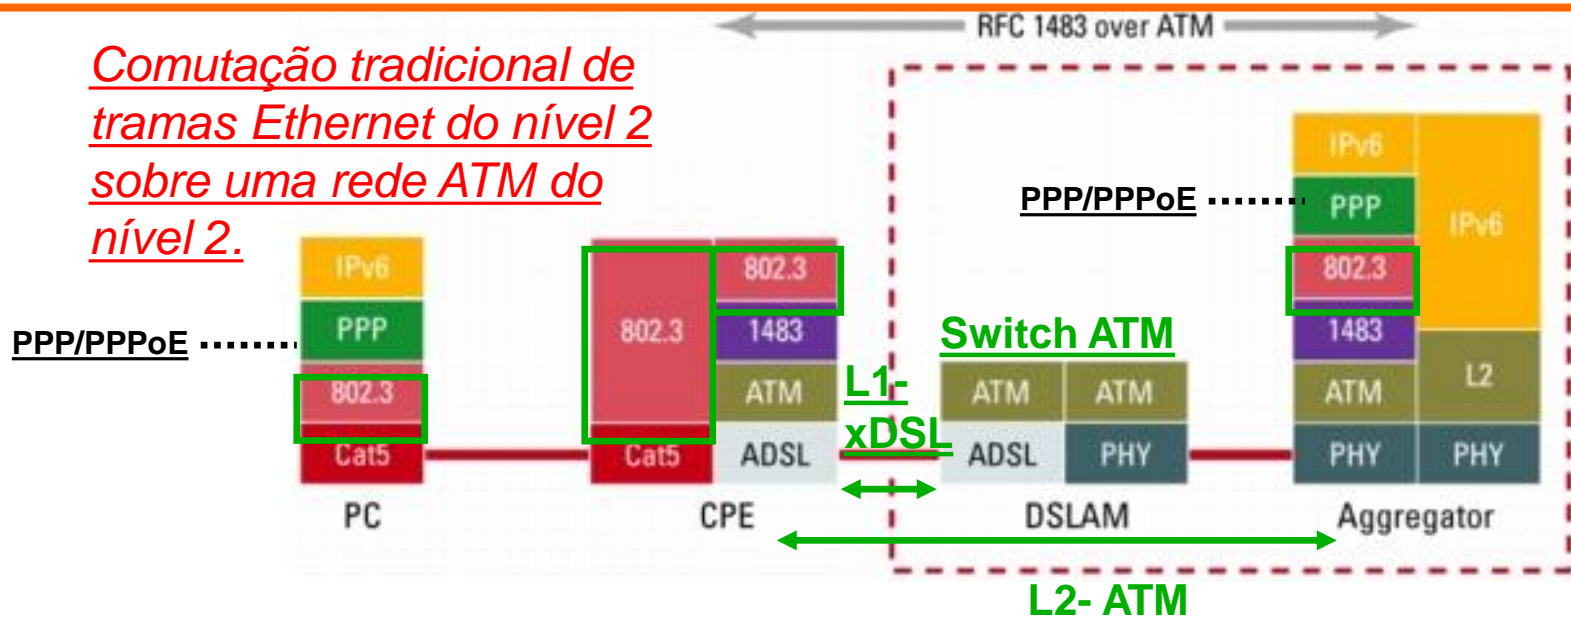 RFC 1483 over ATM
Comutação tradicional de
tramas Ethernet do nível 2
sobre uma rede ATM do
nível 2.
IPv6
PPP/PPPoE
PPP
IPv6
IPv6
802.3
802.3
PPP/PPPoE
PPP
802.3
1483
Switch ATM
1483
802.3
ATM
L1-
xDSL
ATM
ATM
ATM
L2
Cat5
Cat5
ADSL
ADSL
PHY
PHY
PHY
PC
CPE
DSLAM
Aggregator
L2- ATM